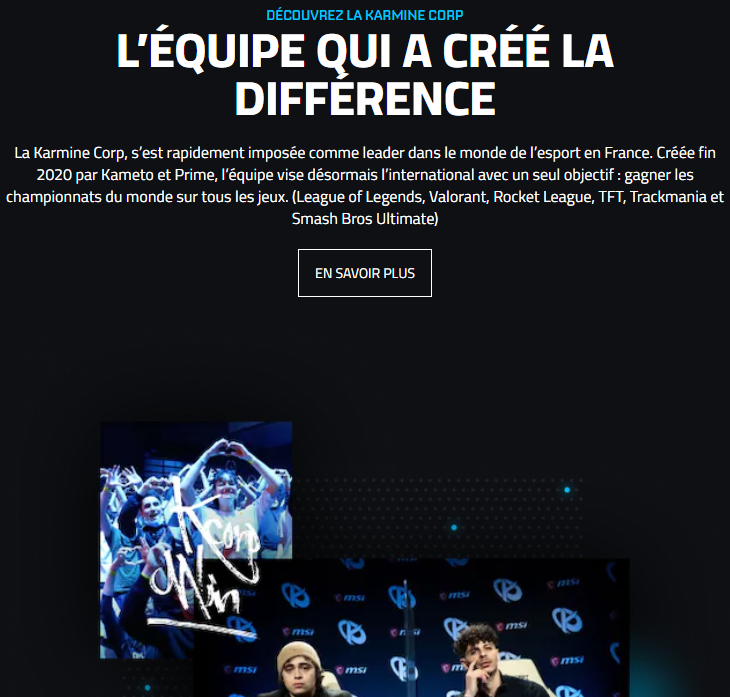 DÉCOUVREZ LA KARMINE CORP
L’ÉQUIPE QUI A CRÉÉ LA
DIFFÉRENCE
La Karmine Corp, s’est rapidement imposée comme leader dans le monde de l’esport en France. Créée fin
2020 par Kameto et Prime, l’équipe vise désormais l’international avec un seul objectif : gagner les
championnats du monde sur tous les jeux. (League of Legends, Valorant, Rocket League, TFT, Trackmania et
Smash Bros Ultimate)
EN SAVOIR PLUS
K
corp
Win
msi
msi
msi
msi
msi
msi
msi